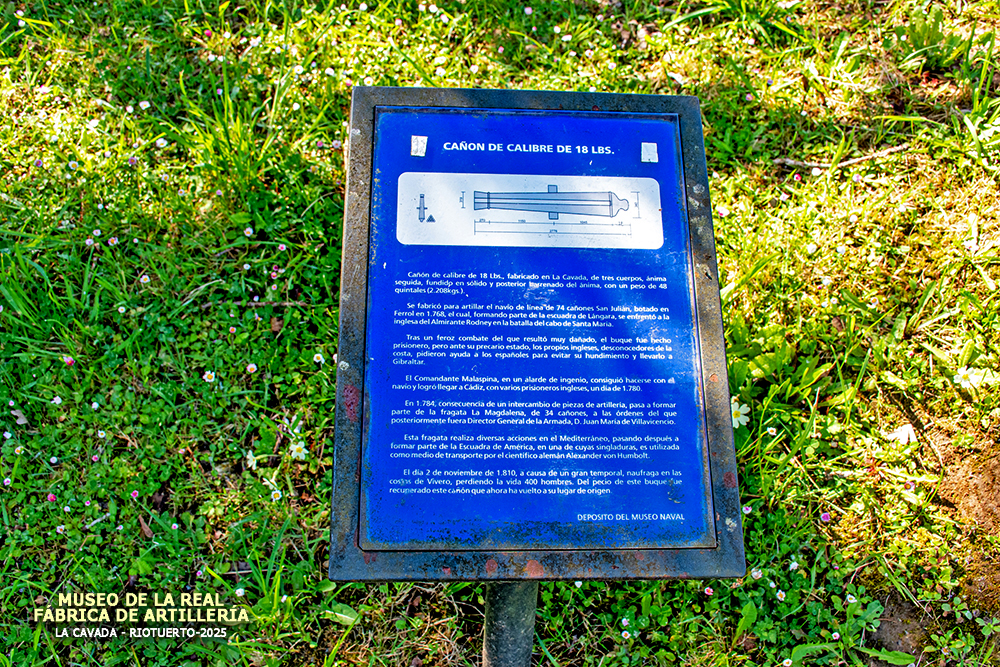 CAÑON DE CALIBRE DE 18 LBS.
Cañón de calibre de 18 Lbs., fabricado en La Cavada, de tres cuerpos, ánima
seguida, fundido en sólido y posterior barrenado del ánima, con un peso de 48
quintales (2.208kgs.).
Se fabricó para artillar el navío de línea de 74 cañones San Julián, botado en
Ferrol en 1.768, el cual, formando parte de la escuadra de Lángara, se enfrentó a la
inglesa del Almirante Rodney en la batalla del cabo de Santa María.
Tras un feroz combate del que resultó muy dañado, el buque fue hecho
prisionero, pero ante su precario estado, los propios ingleses, desconocedores de la
costa, pidieron ayuda a los españoles para evitar su hundimiento y llevarlo a
Gibraltar.
El Comandante Malaspina, en un alarde de ingenio, consiguió hacerse con el
navío y logró llegar a Cádiz, con varios prisioneros ingleses, un día de 1.780.
En 1.784, consecuencia de un intercambio de piezas de artillería, pasa a formar
parte de la fragata La Magdalena, de 34 cañones, a las órdenes del que
posteriormente fuera Director General de la Armada, D. Juan María de Villavicencio.
Esta fragata realiza diversas acciones en el Mediterráneo, pasando después a
formar parte de la Escuadra de América, en una de cuyas singladuras, es utilizada
como medio de transporte por el científico alemán Alexander von Humbolt.
El día 2 de noviembre de 1.810, a causa de un gran temporal, naufraga en las
costas de Vivero, perdiendo la vida 400 hombres. Del pecio de este buque fue
recuperado este cañón que ahora ha vuelto a su lugar de origen.
DEPOSITO DEL MUSEO NAVAL
MUSEO DE LA REAL
FÁBRICA DE ARTILLERÍA
LA CAVADA - RIOTUERTO-2025